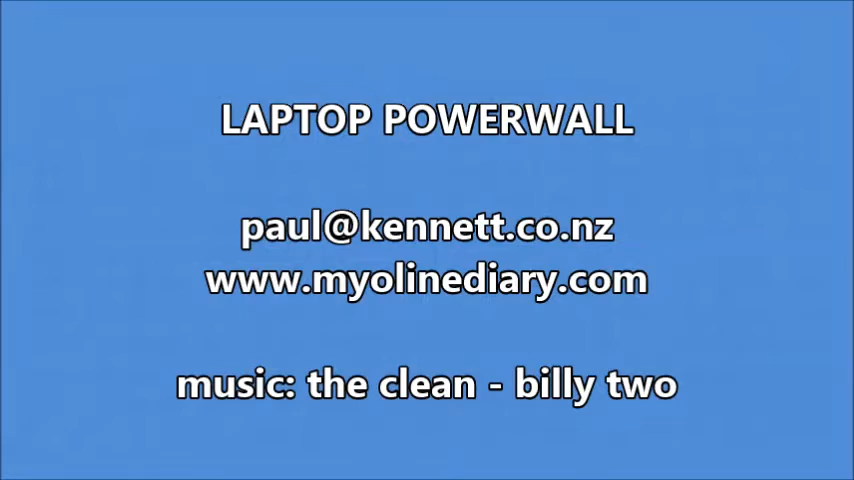 LAPTOP POWERWALL
paul@kennett.co.nz
www.myolinediary.com
music: the clean - billy two